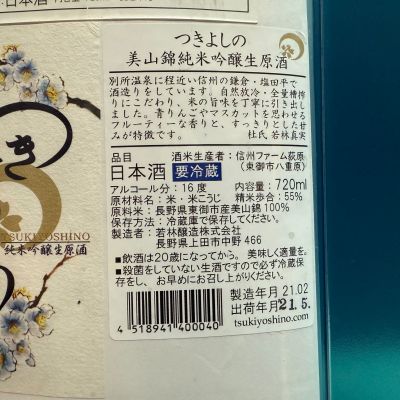 日本酒
つきよしの
美山錦純米吟醸生原酒
別所温泉に程近い信州の鎌倉・塩田平で
酒造りをしています。自然放冷・全量槽搾
りにこだわり、米の旨味を丁寧に引き出し
ました。青りんごやマスカットを思わせる
フルーティーな香りと、すっきりとした甘
みが特徴です。
杜氏 若林真実
品目
日本酒 要冷蔵
酒米生産者:信州ファーム荻原
(東御市八重原)
アルコール分:16度
内容量:720ml
原材料名:米・米こうじ
精米歩合:55%
原料米:長野県東御市産美山錦100%
保存方法:冷蔵庫で保存してください。
製造者:若林醸造株式会社
長野県上田市中野466
●飲酒は20歳になってから。美味しく適量を。
●殺菌をしていない生酒ですので必ず冷蔵保
存をし、お早めにお召し上がりください。
製造年月 21.02
出荷年月 21.5.
tsukiyoshino.com
4 518941 400040
き
TSUKIYOSHINO
純米吟醸生原酒